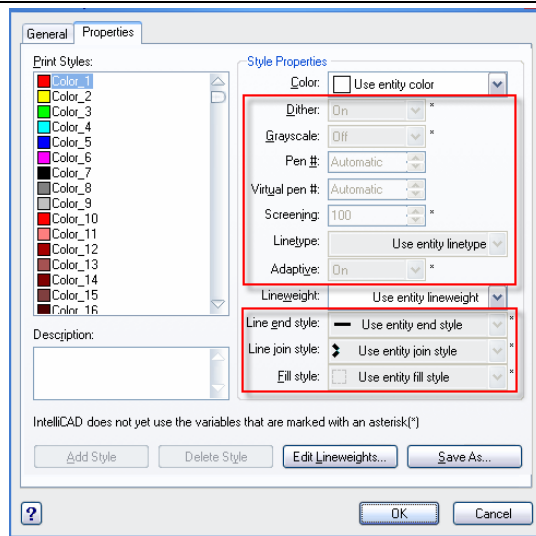 General Properties
Print Styles:
Color_1
Color_2
Color_3
Color_4
Color_5
Color_6
Color_7
Color_8
Color_9
Color_10
Color_11
Color_12
Color_13
Color_14
Color_15
Color_16
Description:
Style Properties
Color: Use entity color
Dither: On *
Grayscale: Off *
Pen #: Automatic
Virtual pen #: Automatic
Screening: 100 *
Linetype: Use entity linetype
Adaptive: On *
Lineweight: Use entity lineweight
Line end style: Use entity end style *
Line join style: Use entity join style *
Fill style: Use entity fill style *
IntelliCAD does not yet use the variables that are marked with an asterisk(*)
Add Style Delete Style Edit Lineweights... Save As...
? OK Cancel